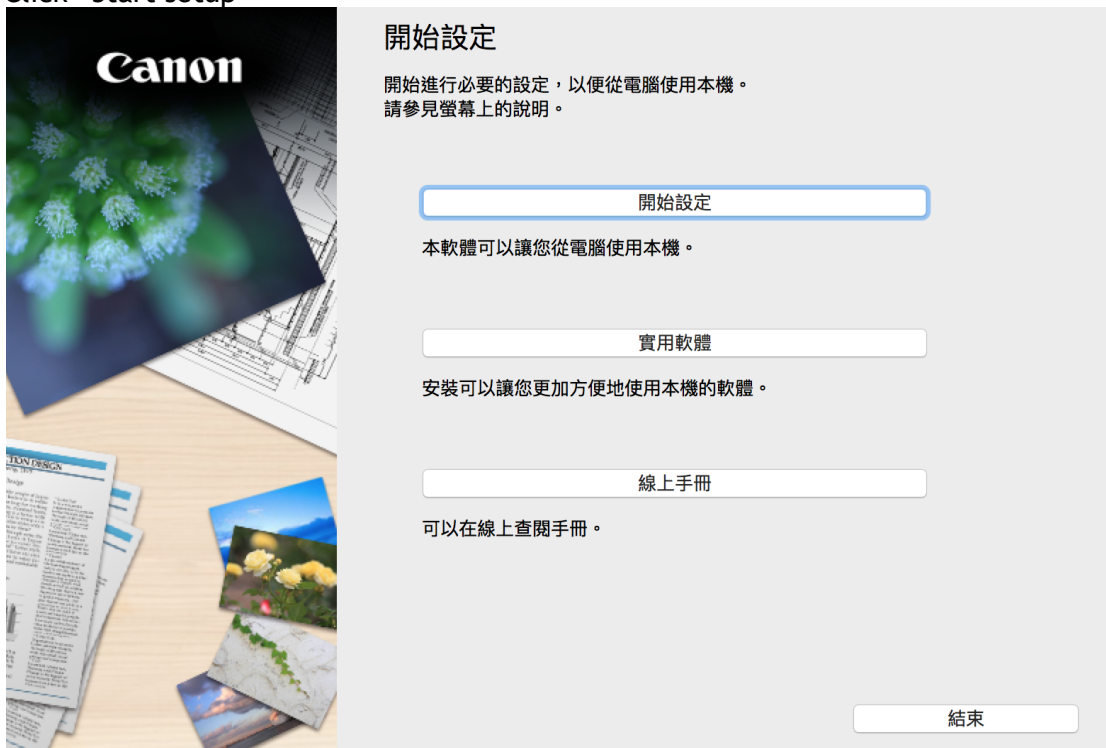 Click "start setup"
Canon
開始設定
開始進行必要的設定，以便從電腦使用本機。
請參見螢幕上的說明。
開始設定
本軟體可以讓您從電腦使用本機。
實用軟體
安裝可以讓您更加方便地使用本機的軟體。
線上手冊
可以在線上查閱手冊。
結束